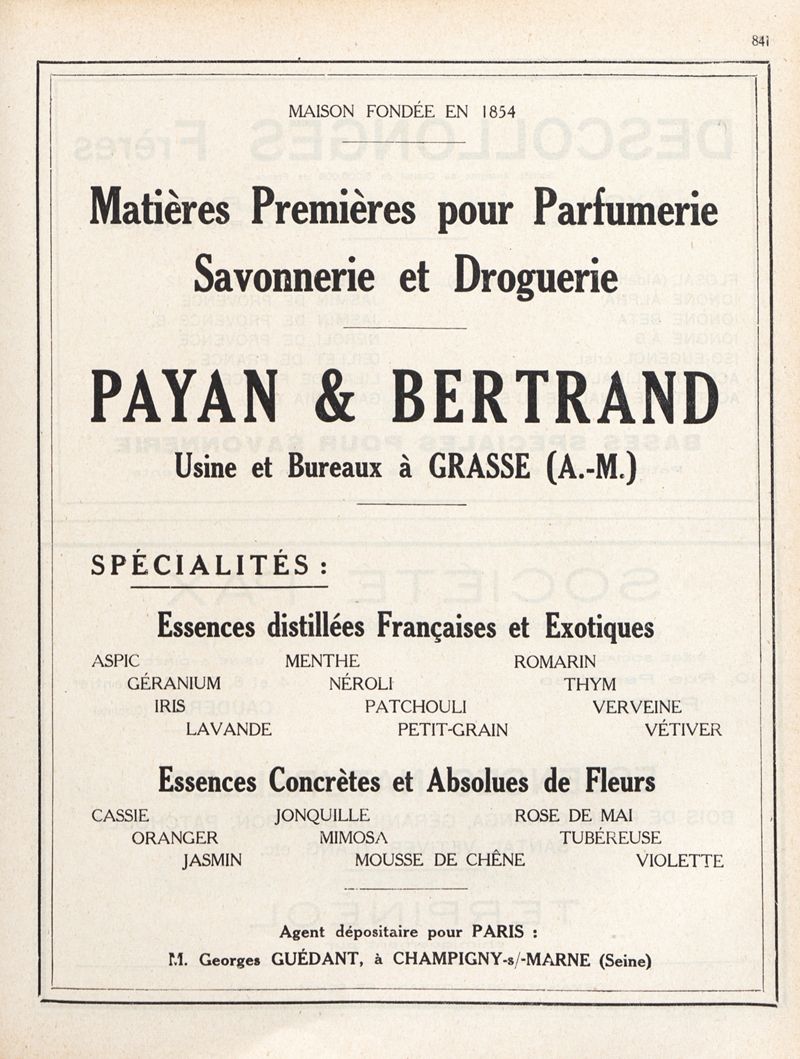 841
MAISON FONDÉE EN 1854
Matières Premières pour Parfumerie
Savonnerie et Droguerie
PAYAN & BERTRAND
Usine et Bureaux à GRASSE (A.-M.)
SPÉCIALITÉS :
Essences distillées Françaises et Exotiques
ASPIC MENTHE ROMARIN
GÉRANIUM NÉROLI THYM
IRIS PATCHOULI VERVEINE
LAVANDE PETIT-GRAIN VÉTIVER
Essences Concrètes et Absolues de Fleurs
CASSIE JONQUILLE ROSE DE MAI
ORANGER MIMOSA TUBÉREUSE
JASMIN MOUSSE DE CHÊNE VIOLETTE
Agent dépositaire pour PARIS :
M. Georges GUÉDANT, à CHAMPIGNY-s/-MARNE (Seine)